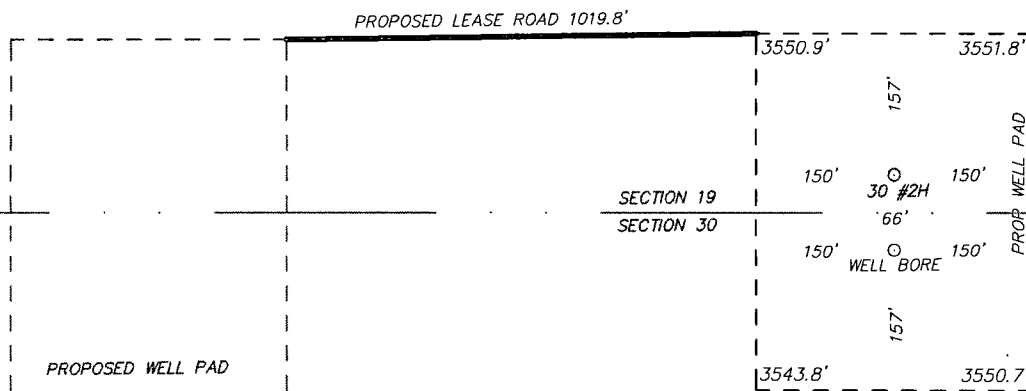 PROPOSED LEASE ROAD 1019.8'
3550.9' 3551.8'
157'
PROP WELL PAD
150' 150'
30 #2H
SECTION 19
66'
SECTION 30
150' 150'
WELL BORE
157'
PROPOSED WELL PAD
3543.8' 3550.7